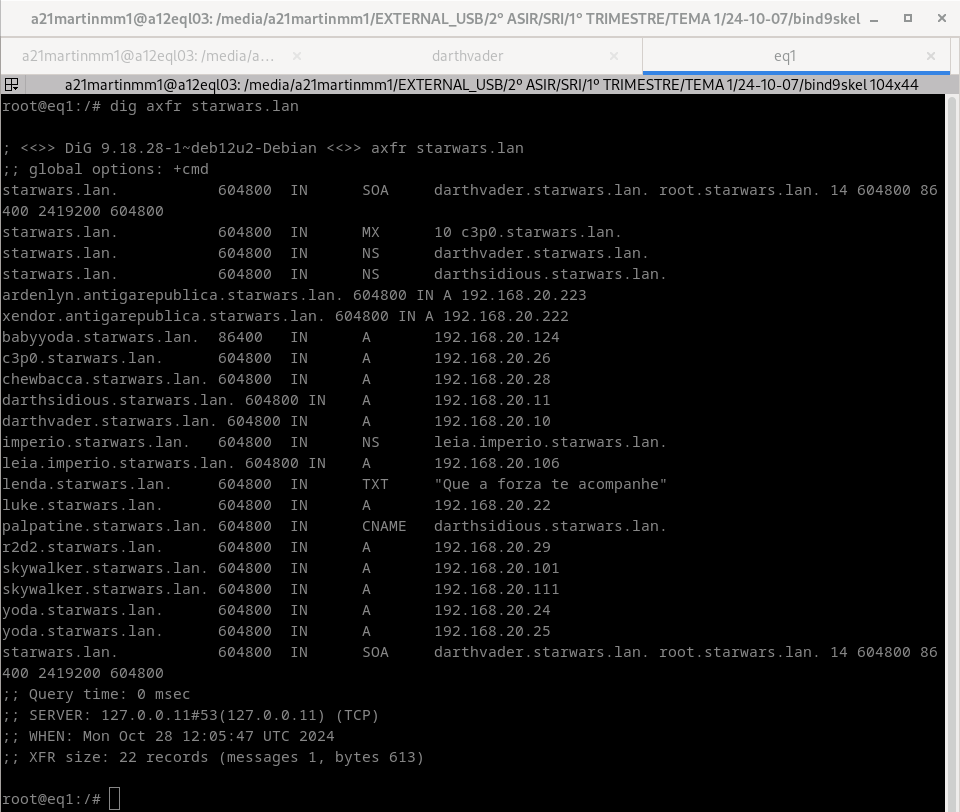 a21martinmm1@a12eql03: /media/a21martinmm1/EXTERNAL_USB/2º ASIR/SRI/1º TRIMESTRE/TEMA 1/24-10-07/bind9skel
a21martinmm1@a12eql03: /media/a... darthvader eq1
a21martinmm1@a12eql03: /media/a21martinmm1/EXTERNAL_USB/2º ASIR/SRI/1º TRIMESTRE/TEMA 1/24-10-07/bind9skel 104x44
root@eq1:/# dig axfr starwars.lan
; <<>> DiG 9.18.28-1~deb12u2-Debian <<>> axfr starwars.lan
;; global options: +cmd
starwars.lan. 604800 IN SOA darthvader.starwars.lan. root.starwars.lan. 14 604800 86
400 2419200 604800
starwars.lan. 604800 IN MX 10 c3p0.starwars.lan.
starwars.lan. 604800 IN NS darthvader.starwars.lan.
starwars.lan. 604800 IN NS darthsidious.starwars.lan.
ardenlyn.antigarepublica.starwars.lan. 604800 IN A 192.168.20.223
xendor.antigarepublica.starwars.lan. 604800 IN A 192.168.20.222
babyyoda.starwars.lan. 86400 IN A 192.168.20.124
c3p0.starwars.lan. 604800 IN A 192.168.20.26
chewbacca.starwars.lan. 604800 IN A 192.168.20.28
darthsidious.starwars.lan. 604800 IN A 192.168.20.11
darthvader.starwars.lan. 604800 IN A 192.168.20.10
imperio.starwars.lan. 604800 IN NS leia.imperio.starwars.lan.
leia.imperio.starwars.lan. 604800 IN A 192.168.20.106
lenda.starwars.lan. 604800 IN TXT "Que a forza te acompanhe"
luke.starwars.lan. 604800 IN A 192.168.20.22
palpatine.starwars.lan. 604800 IN CNAME darthsidious.starwars.lan.
r2d2.starwars.lan. 604800 IN A 192.168.20.29
skywalker.starwars.lan. 604800 IN A 192.168.20.101
skywalker.starwars.lan. 604800 IN A 192.168.20.111
yoda.starwars.lan. 604800 IN A 192.168.20.24
yoda.starwars.lan. 604800 IN A 192.168.20.25
starwars.lan. 604800 IN SOA darthvader.starwars.lan. root.starwars.lan. 14 604800 86
400 2419200 604800
;; Query time: 0 msec
;; SERVER: 127.0.0.11#53(127.0.0.11) (TCP)
;; WHEN: Mon Oct 28 12:05:47 UTC 2024
;; XFR size: 22 records (messages 1, bytes 613)
root@eq1:/#